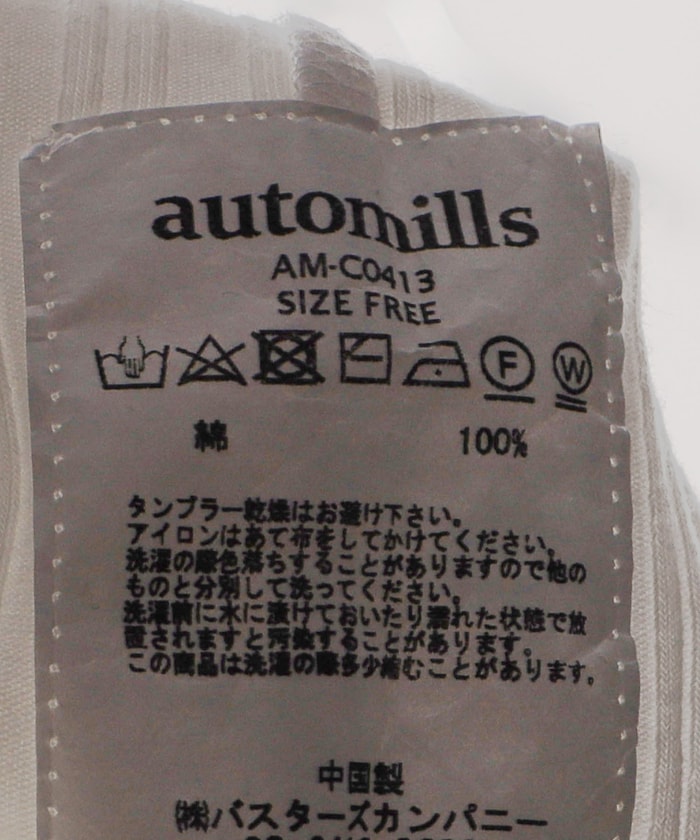 automills
AM-C0413
SIZE FREE
F W
綿 100%
タンブラー乾燥はお避け下さい。
アイロンはあて布をしてかけてください。
洗濯の際色落ちすることがありますので他の
ものと分別して洗ってください。
洗濯前に水に漬けておいたり濡れた状態で放
置されますと汚染することがあります。
この商品は洗濯の際多少縮むことがあります。
中国製
㈱バスターズカンパニー